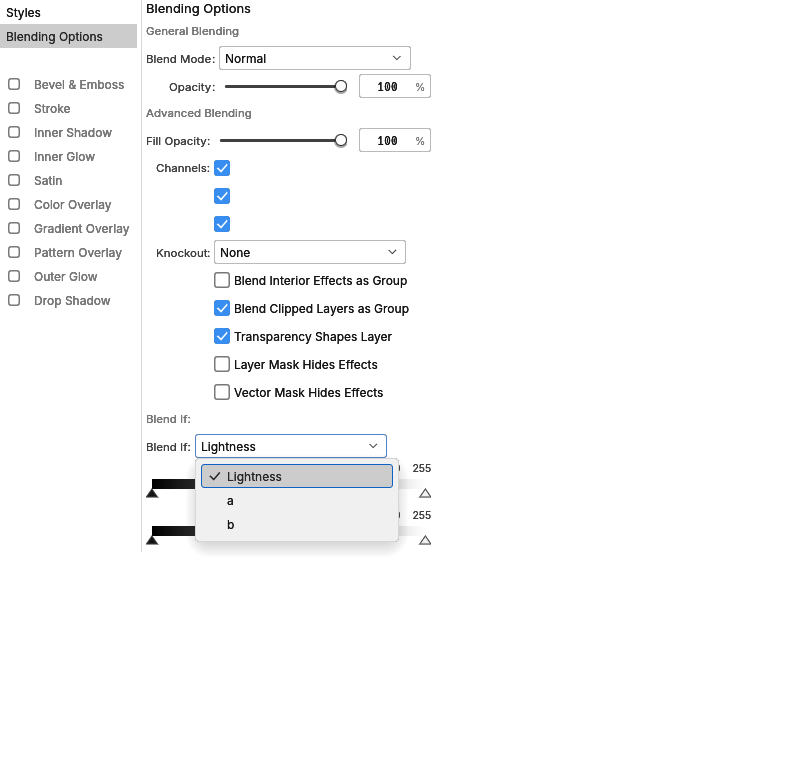 Styles
Blending Options
Bevel & Emboss
Stroke
Inner Shadow
Inner Glow
Satin
Color Overlay
Gradient Overlay
Pattern Overlay
Outer Glow
Drop Shadow
Blending Options
General Blending
Blend Mode: Normal
Opacity: 100 %
Advanced Blending
Fill Opacity: 100 %
Channels:
Knockout: None
Blend Interior Effects as Group
Blend Clipped Layers as Group
Transparency Shapes Layer
Layer Mask Hides Effects
Vector Mask Hides Effects
Blend If:
Blend If: Lightness
255
Lightness
a
b
255